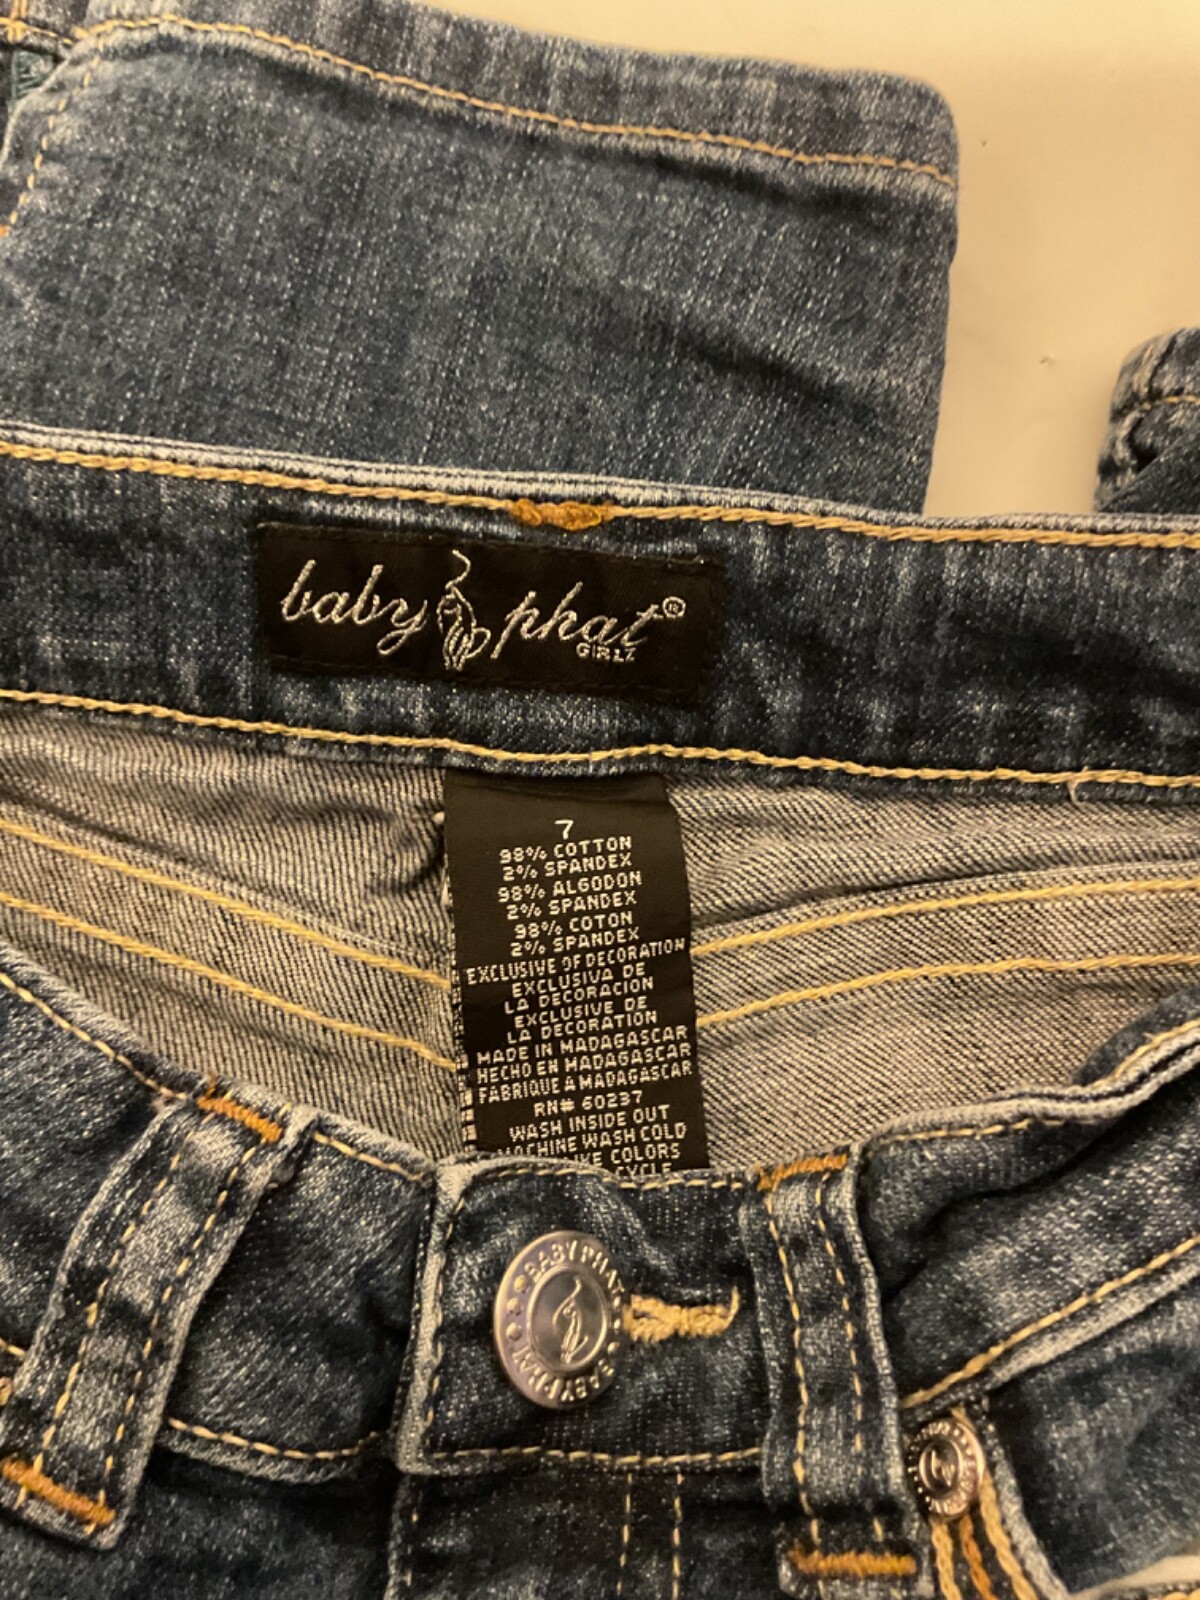 baby phat®
GIRLZ
7
98% COTTON
2% SPANDEX
98% ALGODON
2% SPANDEX
98% COTON
2% SPANDEX
EXCLUSIVE OF DECORATION
EXCLUSIVA DE
LA DECORACION
EXCLUSIVE DE
LA DECORATION
MADE IN MADAGASCAR
HECHO EN MADAGASCAR
FABRIQUE A MADAGASCAR
RN# 60237
WASH INSIDE OUT
MACHINE WASH COLD
COLORS
CYCLE
BABY PHAT
BABY PHAT